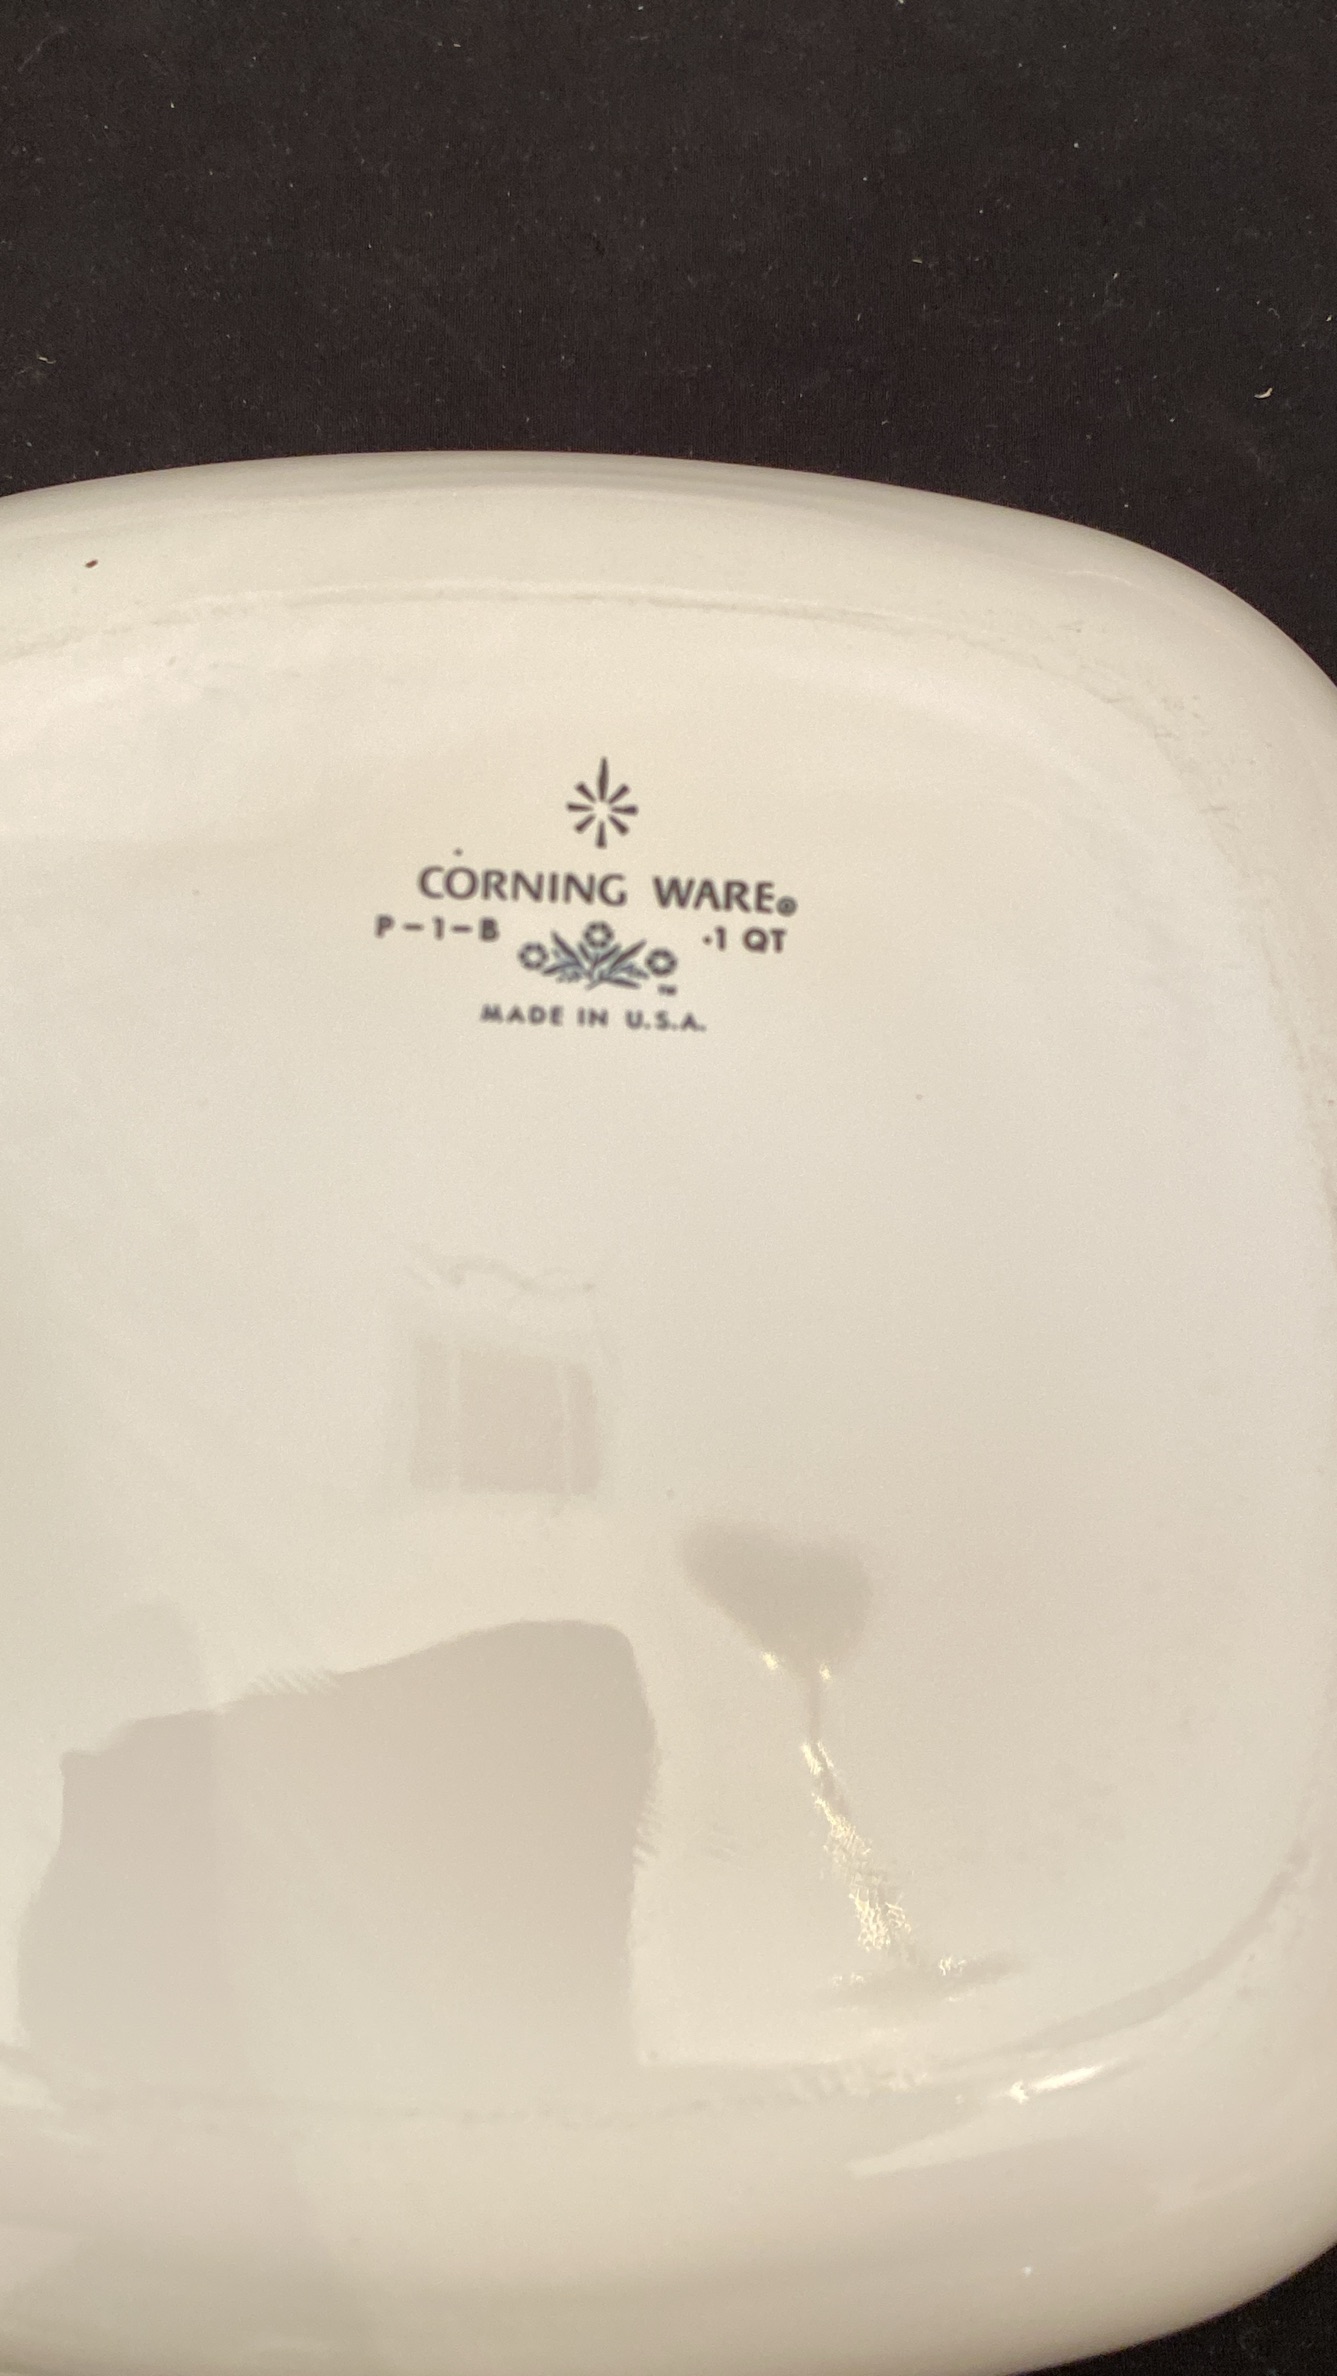 CORNING WARE®
P-1-B ·1 QT
TM
MADE IN U.S.A.